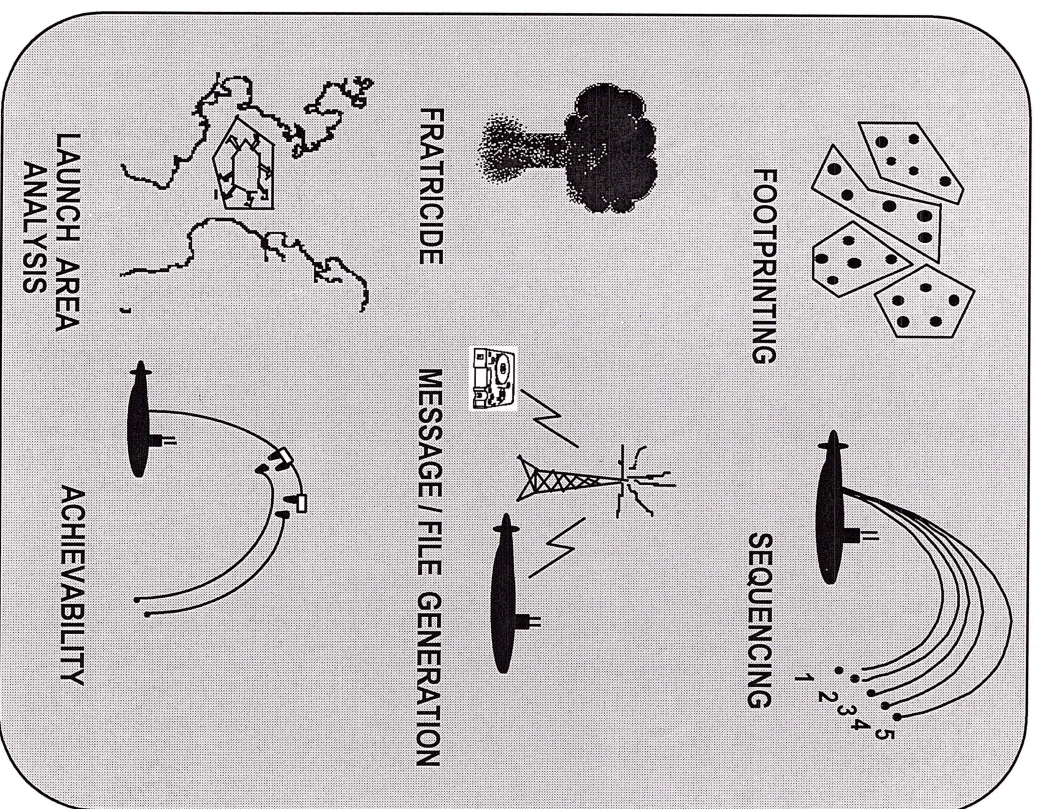 1 2 3 4 5
FOOTPRINTING
SEQUENCING
FRATRICIDE
MESSAGE / FILE GENERATION
LAUNCH AREA
ANALYSIS
ACHIEVABILITY